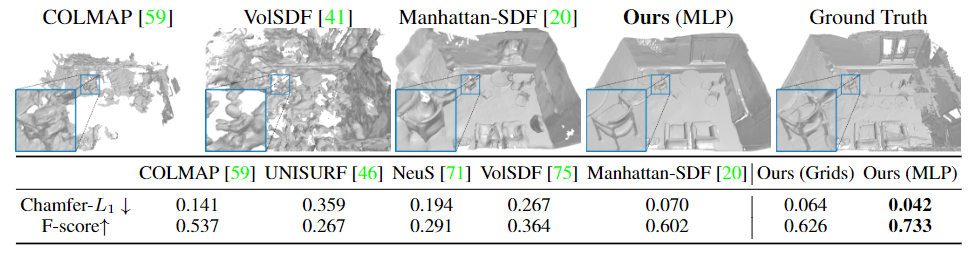 COLMAP [59] VolSDF [41] Manhattan-SDF [20] Ours (MLP) Ground Truth
COLMAP [59] UNISURF [46] NeuS [71] VolSDF [75] Manhattan-SDF [20] Ours (Grids) Ours (MLP)
Chamfer-L₁ ↓ 0.141 0.359 0.194 0.267 0.070 0.064 0.042
F-score↑ 0.537 0.267 0.291 0.364 0.602 0.626 0.733